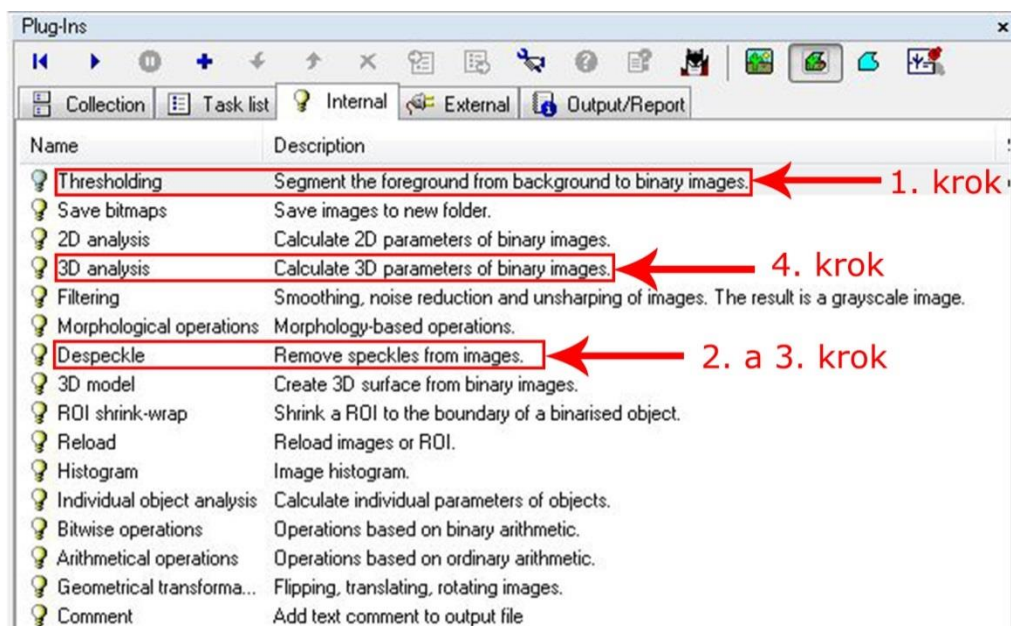 Plug-Ins
Collection Task list Internal External Output/Report
Name Description
Thresholding Segment the foreground from background to binary images. 1. krok
Save bitmaps Save images to new folder.
2D analysis Calculate 2D parameters of binary images.
3D analysis Calculate 3D parameters of binary images. 4. krok
Filtering Smoothing, noise reduction and unsharping of images. The result is a grayscale image.
Morphological operations Morphology-based operations.
Despeckle Remove speckles from images. 2. a 3. krok
3D model Create 3D surface from binary images.
ROI shrink-wrap Shrink a ROI to the boundary of a binarised object.
Reload Reload images or ROI.
Histogram Image histogram.
Individual object analysis Calculate individual parameters of objects.
Bitwise operations Operations based on binary arithmetic.
Arithmetical operations Operations based on ordinary arithmetic.
Geometrical transforma... Flipping, translating, rotating images.
Comment Add text comment to output file